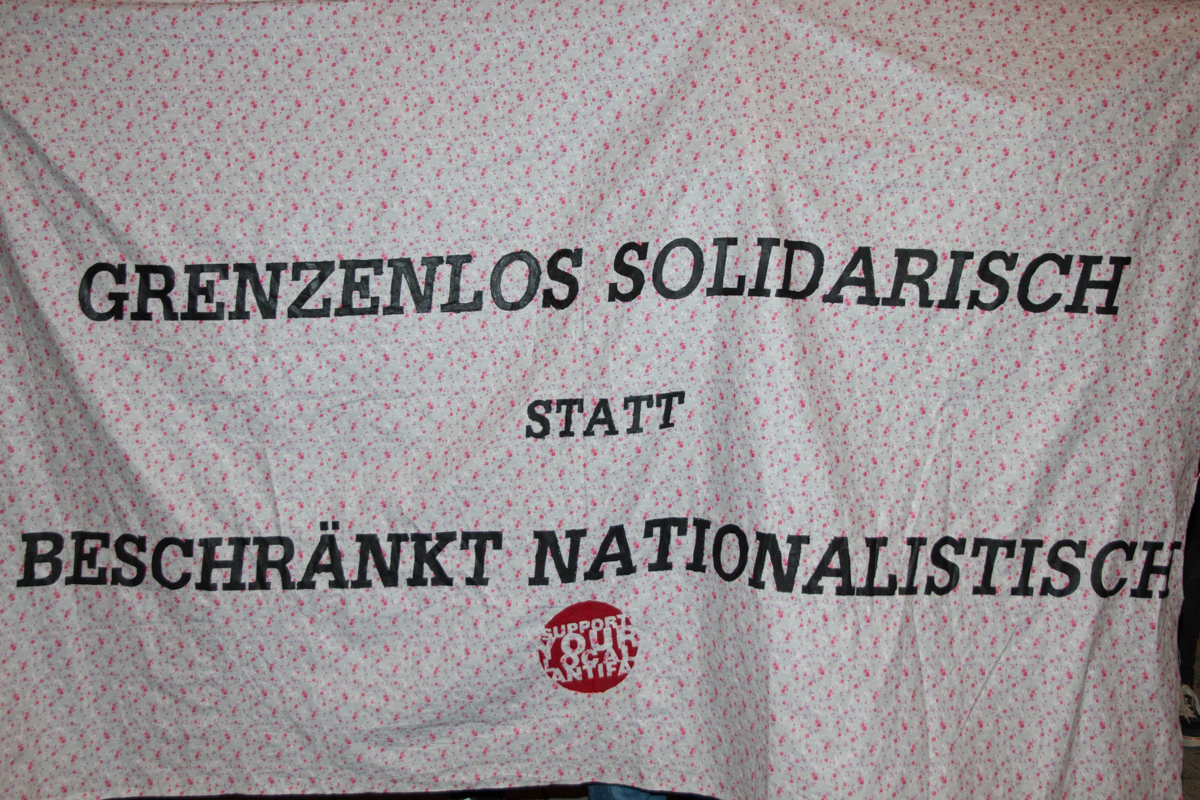 GRENZENLOS SOLIDARISCH
STATT
BESCHRÄNKT NATIONALISTISCH
SUPPORT
YOUR
LOCAL
ANTIFA